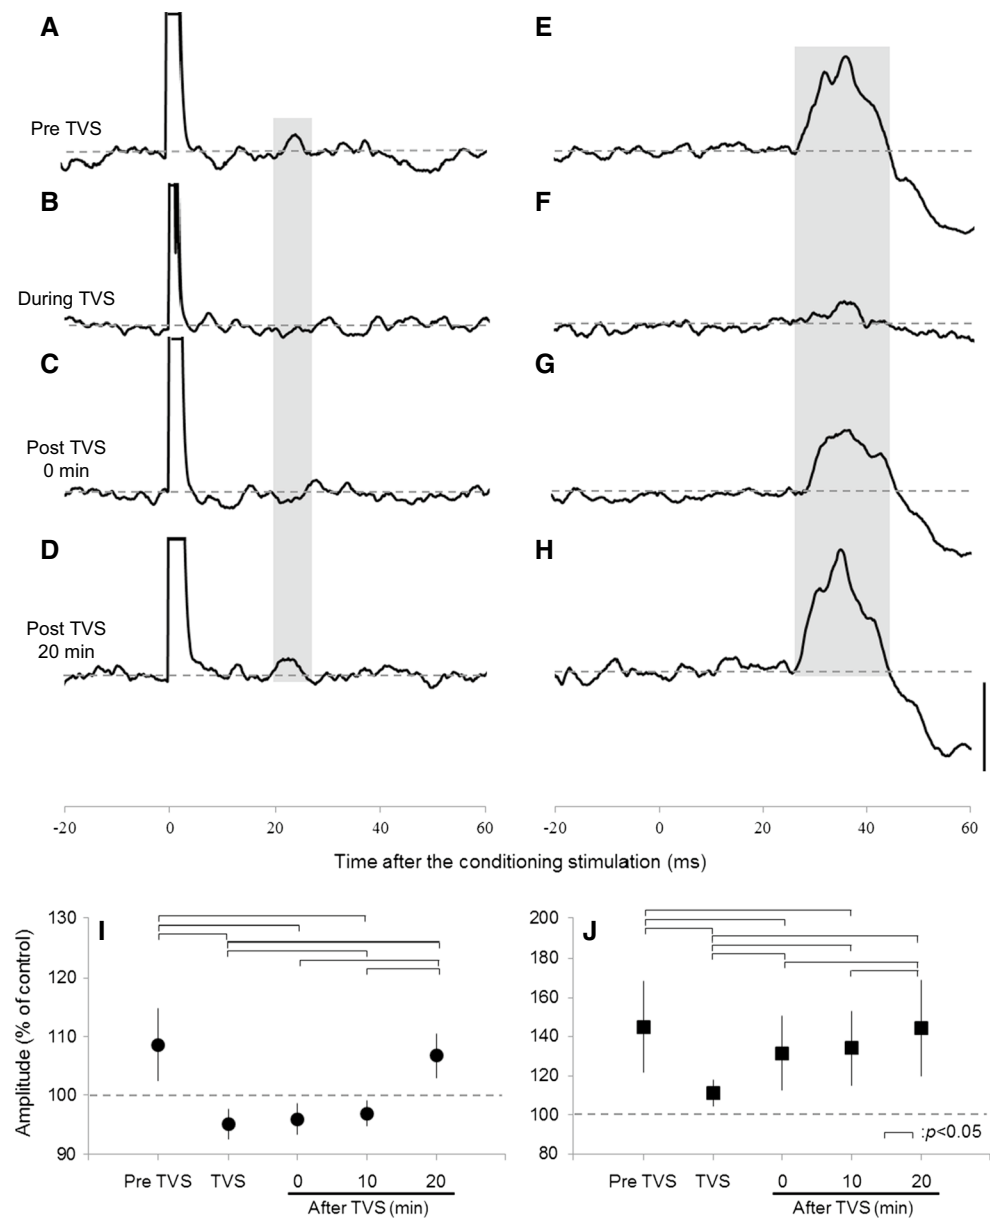 A
E
Pre TVS
B
F
During TVS
C
G
Post TVS
0 min
D
H
Post TVS
20 min
-20 0 20 40 60
-20 0 20 40 60
Time after the conditioning stimulation (ms)
I
J
Amplitude (% of control)
130
120
110
100
90
200
180
160
140
120
100
80
:p<0.05
Pre TVS TVS 0 10 20
After TVS (min)
Pre TVS TVS 0 10 20
After TVS (min)